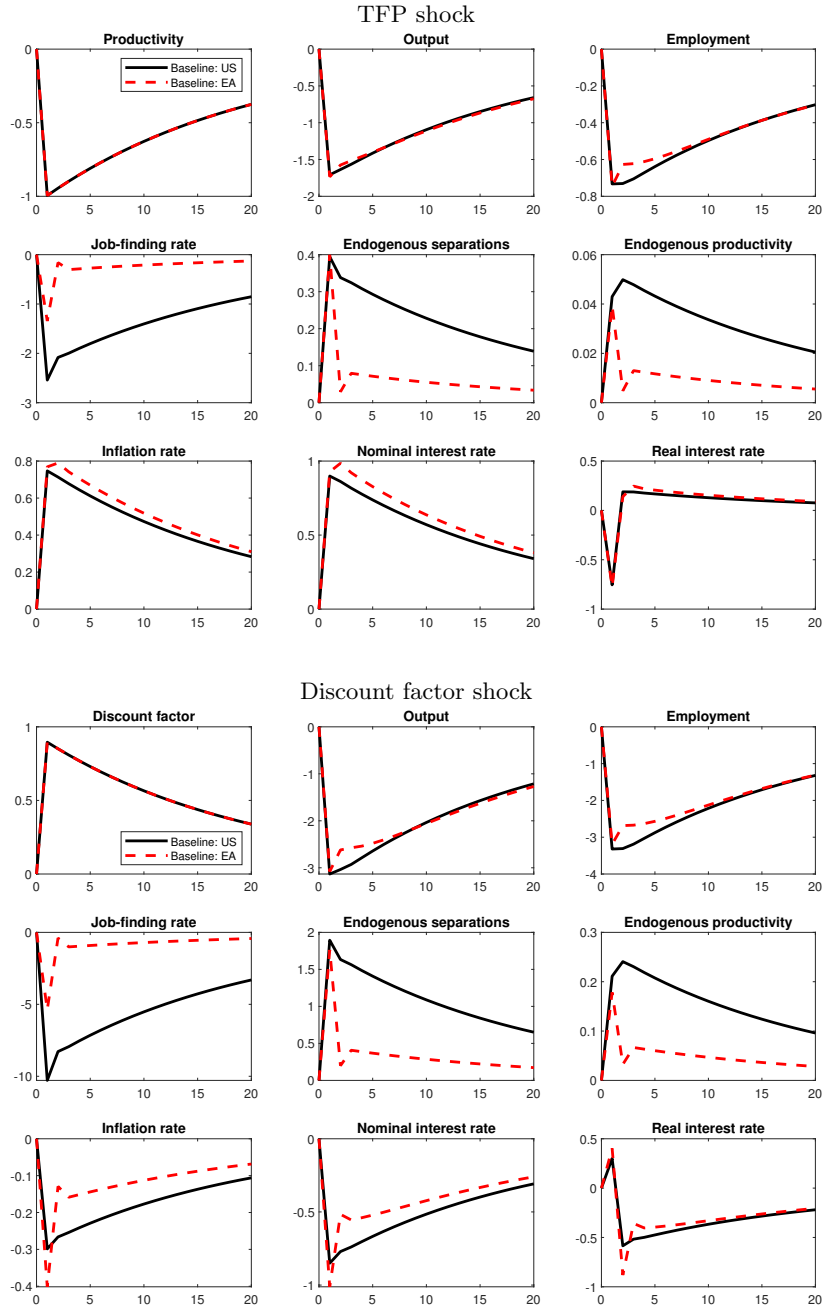 TFP shock
Productivity
Output
Employment
0
-1
0 5 10 15 20
Baseline: US
Baseline: EA
0
-0.5
-1
-1.5
-2
0 5 10 15 20
0
-0.2
-0.4
-0.6
-0.8
0 5 10 15 20
Job-finding rate
Endogenous separations
Endogenous productivity
0
-1
-2
-3
0 5 10 15 20
0.4
0.3
0.2
0.1
0
0 5 10 15 20
0.06
0.04
0.02
0
0 5 10 15 20
Inflation rate
Nominal interest rate
Real interest rate
0.8
0.6
0.4
0.2
0
0 5 10 15 20
1
0.5
0
0 5 10 15 20
0.5
0
-0.5
-1
0 5 10 15 20
Discount factor shock
Discount factor
Output
Employment
1
0.5
0
0 5 10 15 20
Baseline: US
Baseline: EA
0
-1
-2
-3
0 5 10 15 20
0
-1
-2
-3
-4
0 5 10 15 20
Job-finding rate
Endogenous separations
Endogenous productivity
0
-5
-10
0 5 10 15 20
2
1.5
1
0.5
0
0 5 10 15 20
0.3
0.2
0.1
0
0 5 10 15 20
Inflation rate
Nominal interest rate
Real interest rate
0
-0.1
-0.2
-0.3
-0.4
0 5 10 15 20
0
-0.5
-1
0 5 10 15 20
0.5
0
-0.5
-1
0 5 10 15 20